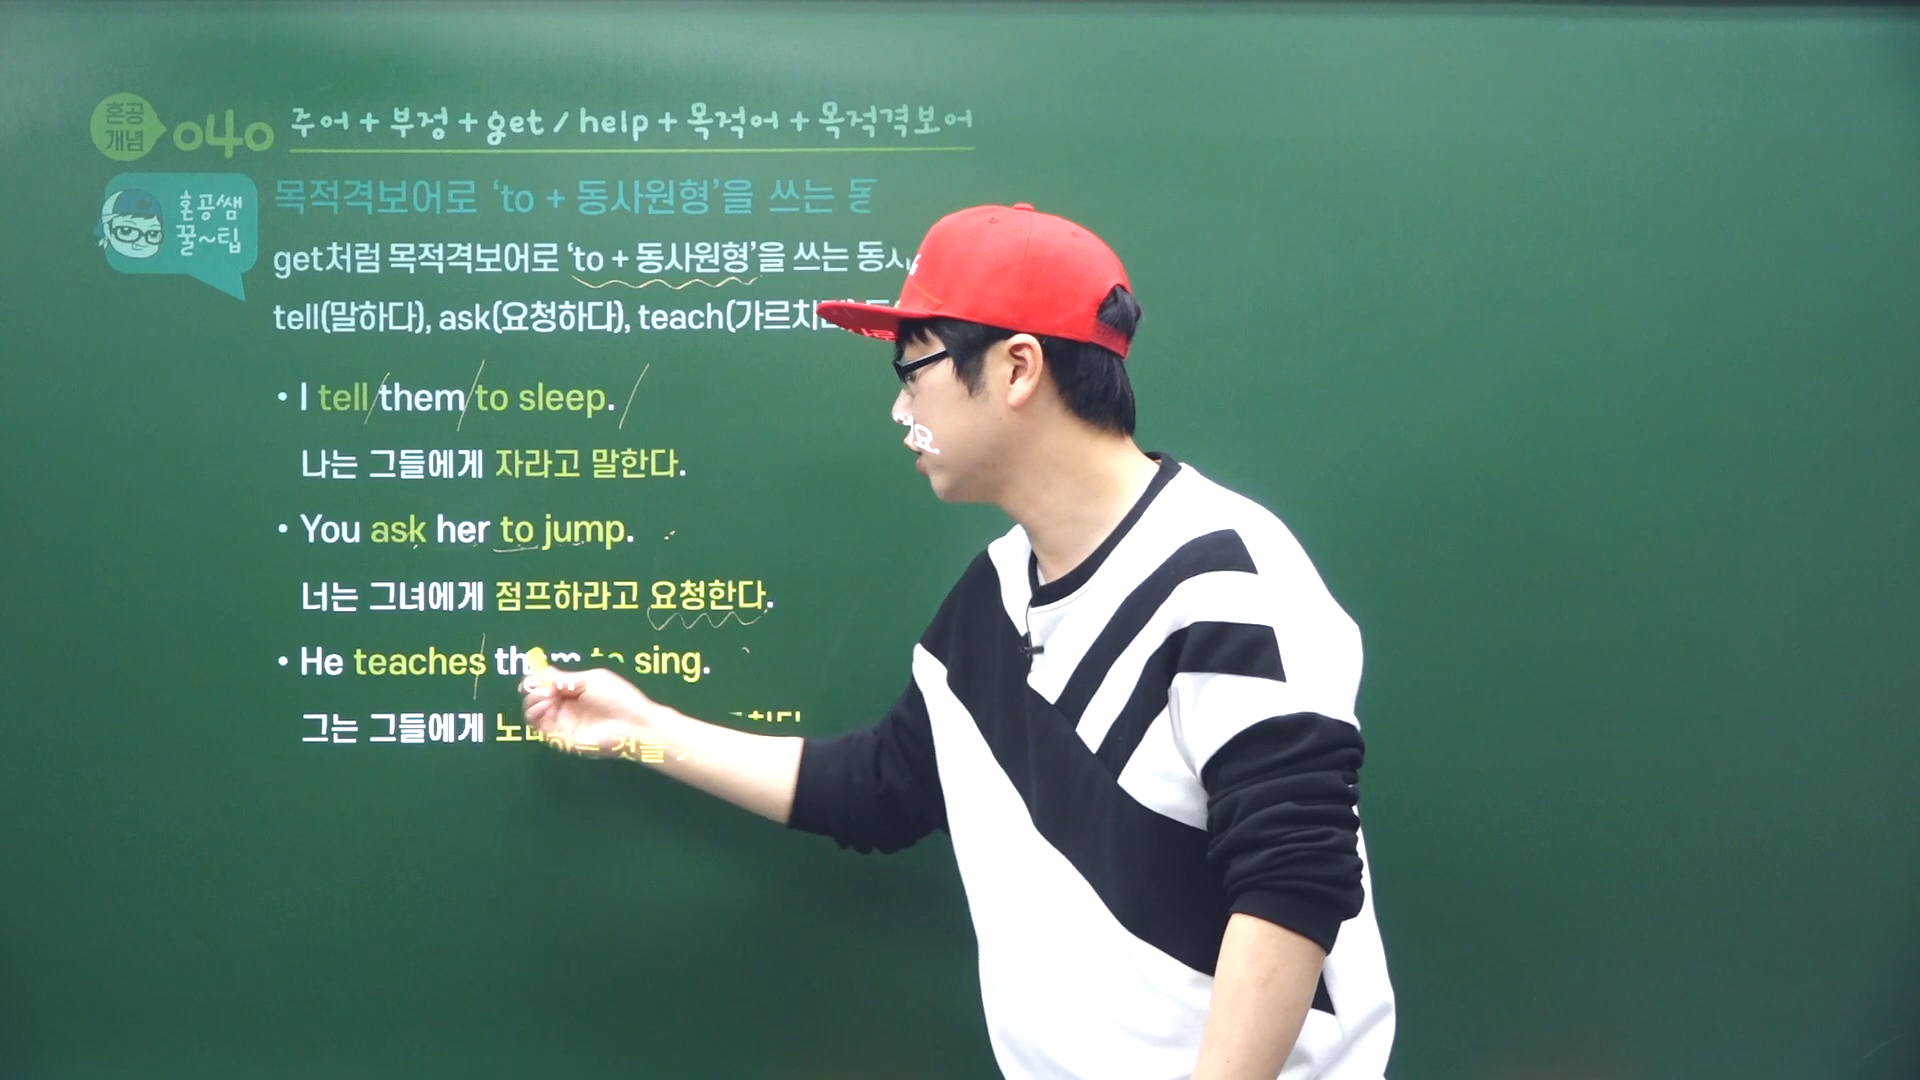 혼공
개념
040 주어 + 부정 + get / help + 목적어 + 목적격보어
혼공쌤
꿀~팁
목적격보어로 ‘to + 동사원형’을 쓰는
get처럼 목적격보어로 ‘to + 동사원형’을 쓰는
tell(말하다), ask(요청하다), teach(가르치다)
• I tell them to sleep.
나는 그들에게 자라고 말한다.
• You ask her to jump.
너는 그녀에게 점프하라고 요청한다.
• He teaches them to sing.
그는 그들에게